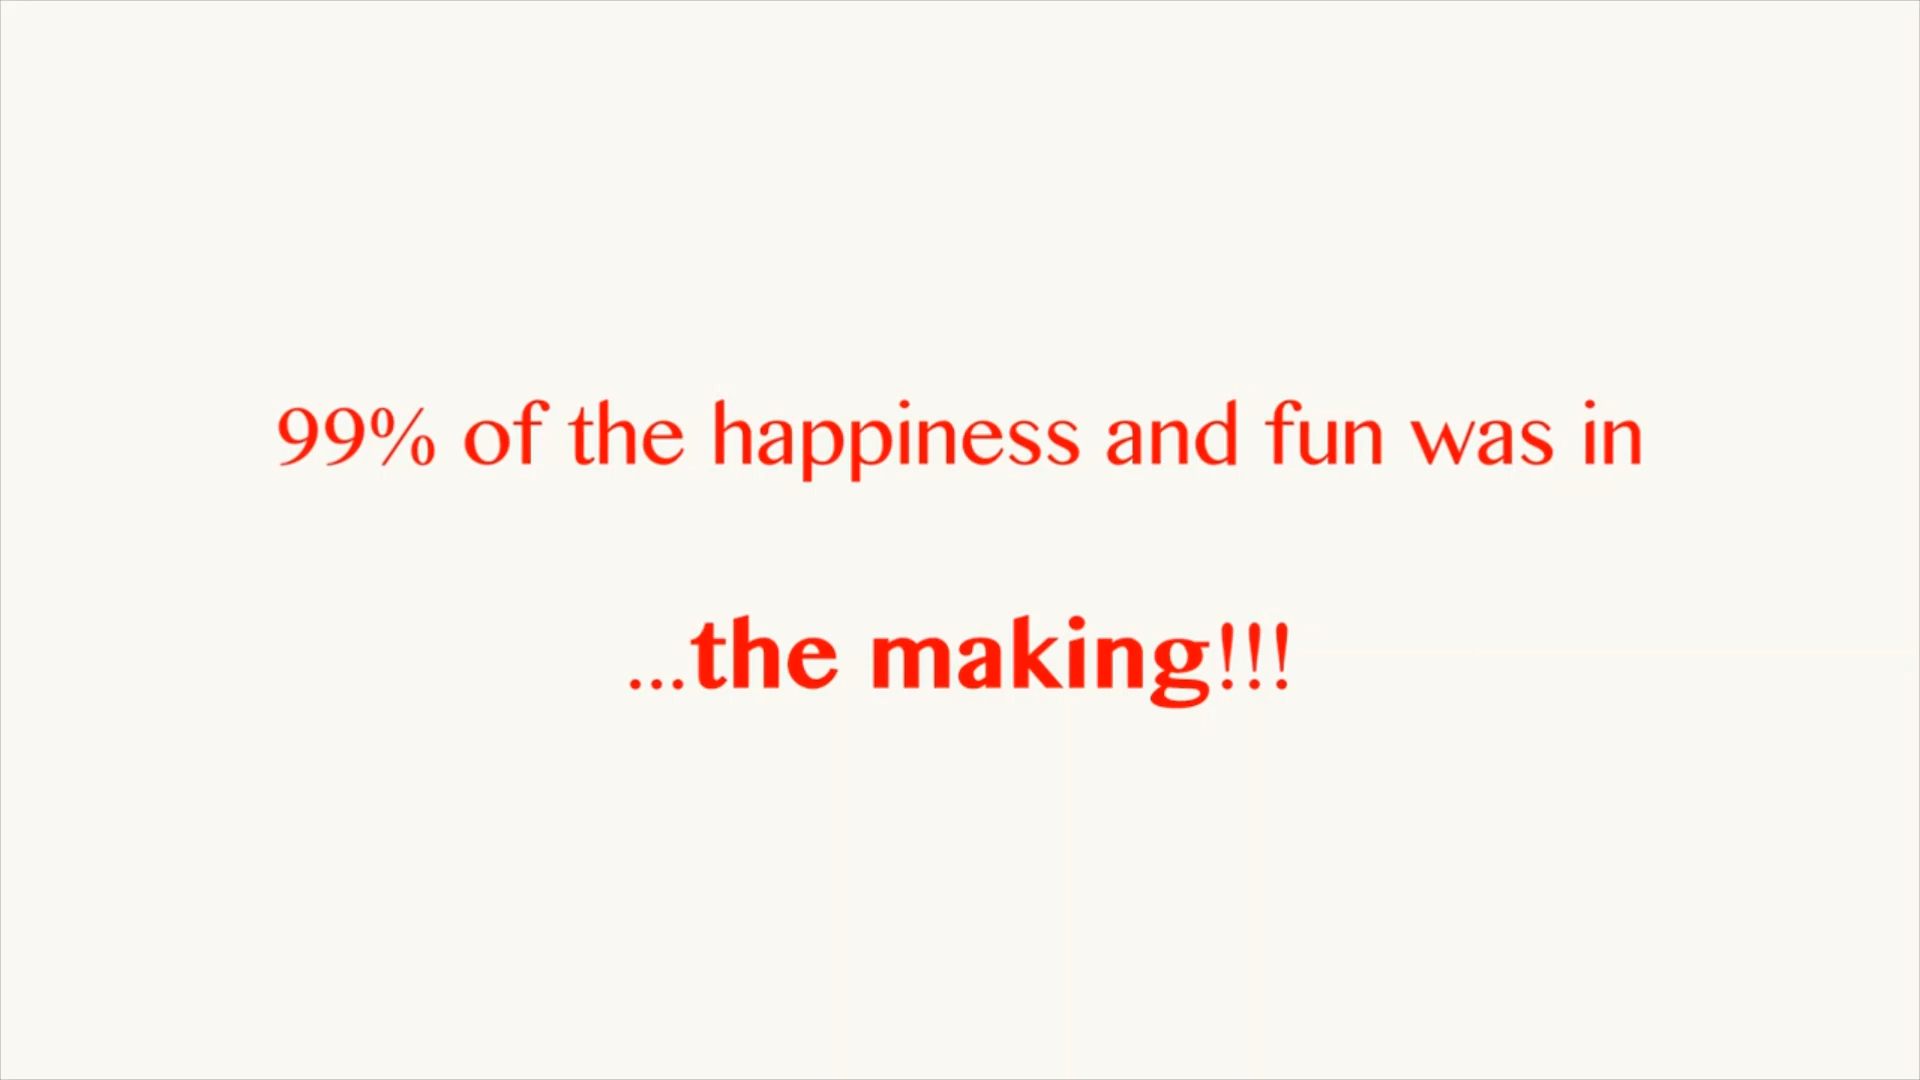 99% of the happiness and fun was in
...the making!!!